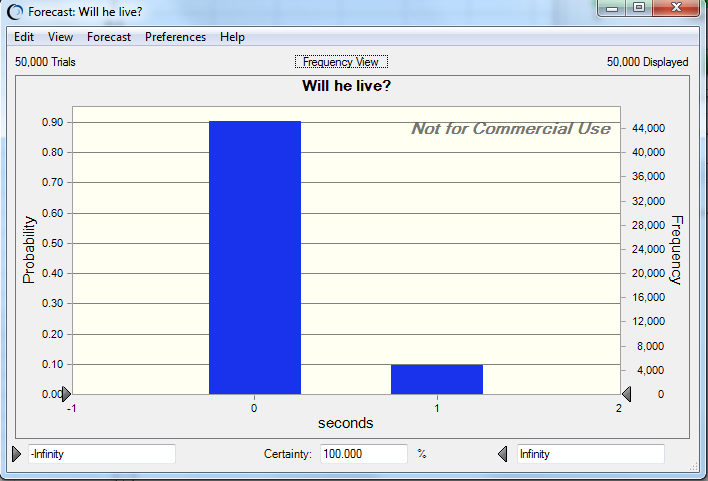 Forecast: Will he live?
Edit View Forecast Preferences Help
50,000 Trials Frequency View 50,000 Displayed
Will he live?
Not for Commercial Use
0.90
0.80
0.70
0.60
0.50
0.40
0.30
0.20
0.10
0.00
Probability
44,000
40,000
36,000
32,000
28,000
24,000
20,000
16,000
12,000
8,000
4,000
0
Frequency
-1 0 1 2
seconds
-Infinity Certainty: 100.000 % Infinity